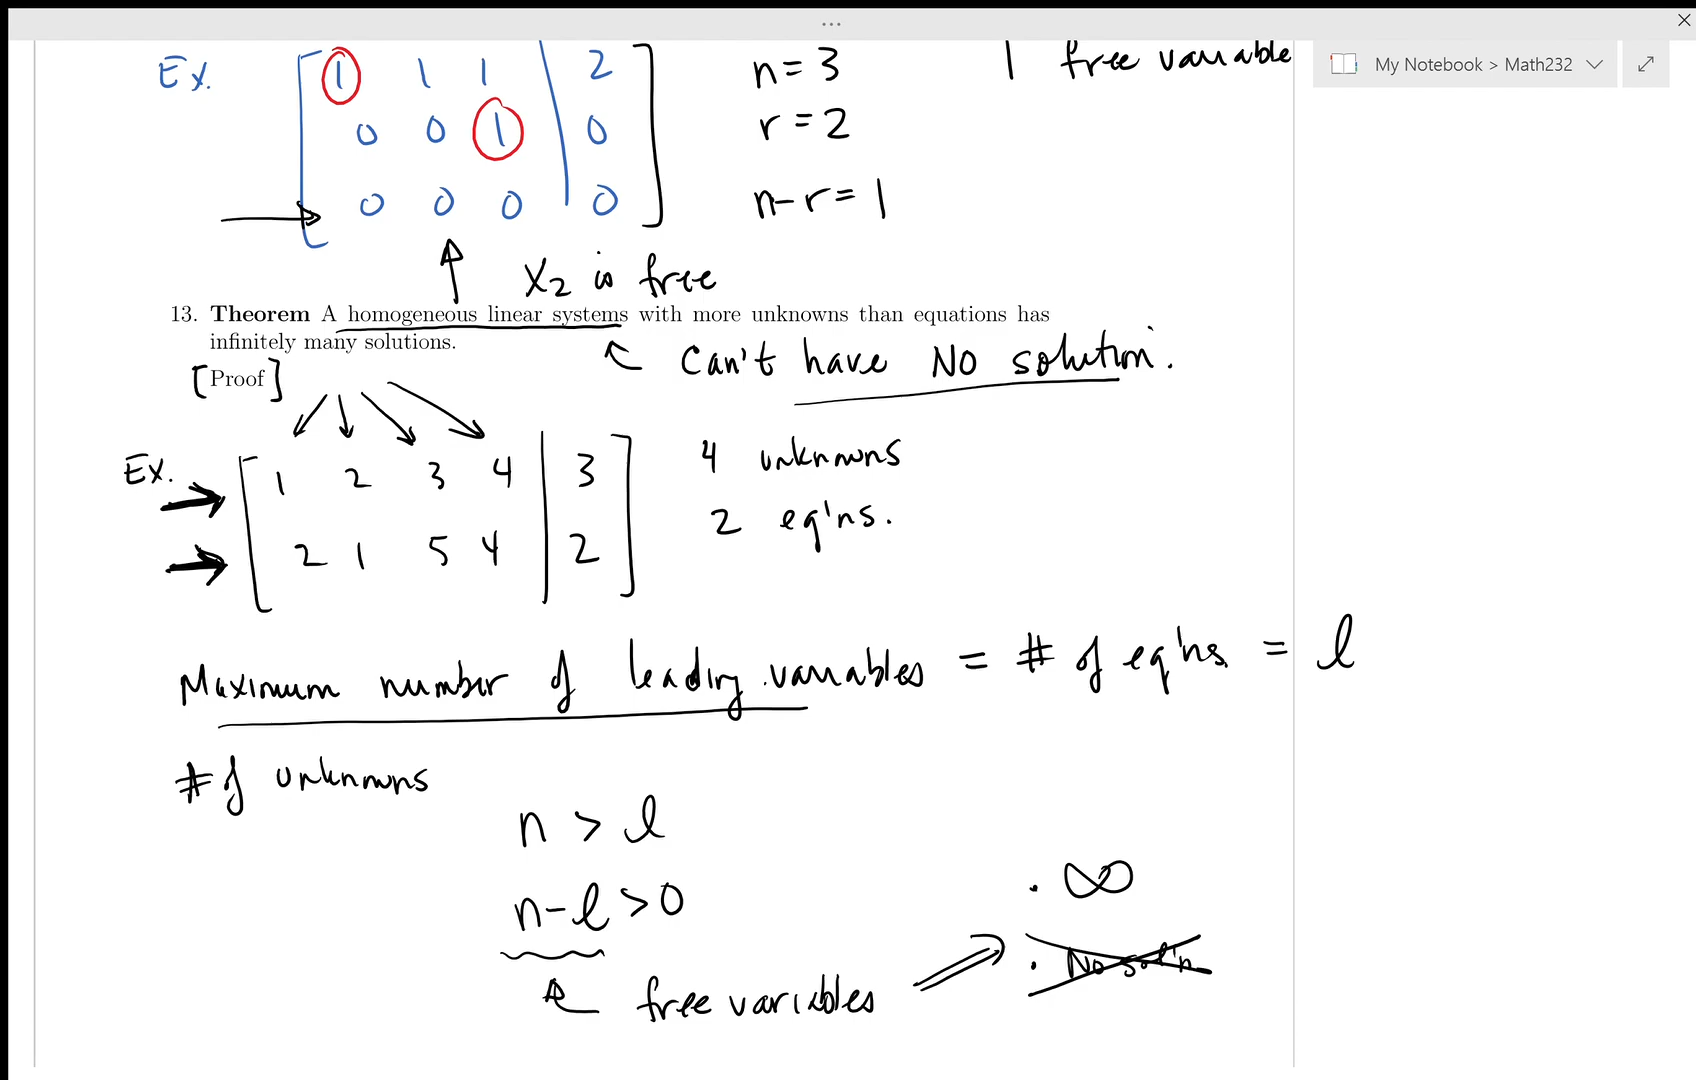 My Notebook > Math232
Ex. [ 1 1 1 | 2 ] n = 3 1 free variable
0 0 1 | 0 r = 2
0 0 0 | 0 n-r = 1
X2 is free
13. Theorem A homogeneous linear systems with more unknowns than equations has
infinitely many solutions.
Can't have NO solution.
[Proof]
Ex. [ 1 2 3 4 | 3 ] 4 unknowns
2 1 5 4 | 2 2 eq'ns.
Maximum number of leading variables = # of eq'ns = l
# of unknowns
n > l
n-l > 0
· ∞
· No sol'n
free variables